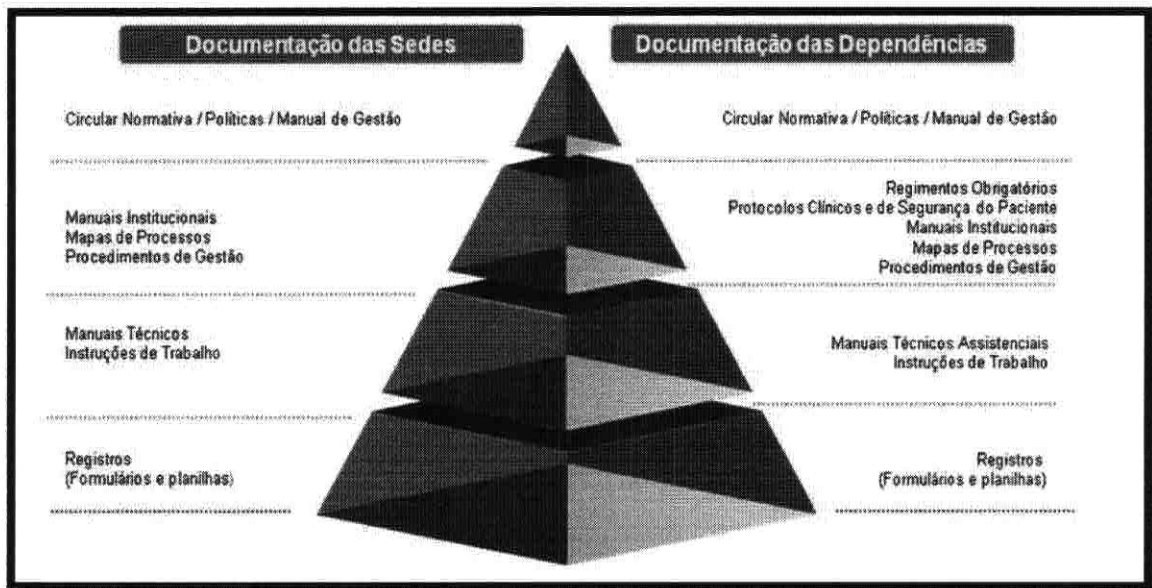 Documentação das Sedes
Documentação das Dependências
Circular Normativa / Políticas / Manual de Gestão
Circular Normativa / Políticas / Manual de Gestão
Manuais Institucionais
Mapas de Processos
Procedimentos de Gestão
Regimentos Obrigatórios
Protocolos Clínicos e de Segurança do Paciente
Manuais Institucionais
Mapas de Processos
Procedimentos de Gestão
Manuais Técnicos
Instruções de Trabalho
Manuais Técnicos Assistenciais
Instruções de Trabalho
Registros
(Formulários e planilhas)
Registros
(Formulários e planilhas)